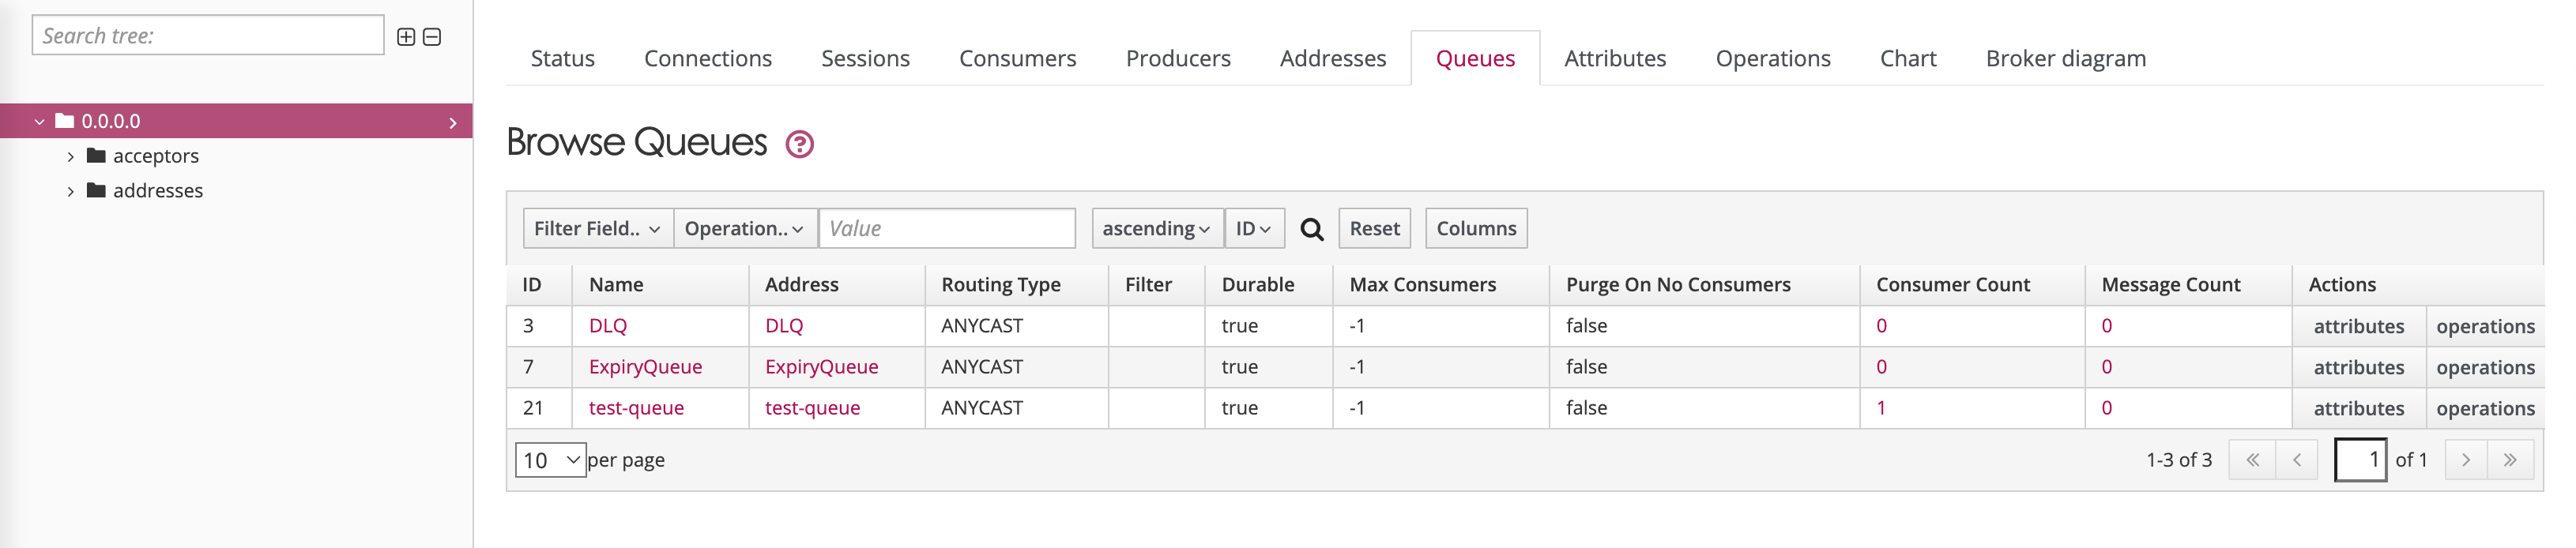 Search tree:
0.0.0.0
acceptors
addresses
Status Connections Sessions Consumers Producers Addresses Queues Attributes Operations Chart Broker diagram
Browse Queues ?
Filter Field.. Operation.. Value ascending ID Reset Columns
ID Name Address Routing Type Filter Durable Max Consumers Purge On No Consumers Consumer Count Message Count Actions
3 DLQ DLQ ANYCAST true -1 false 0 0 attributes operations
7 ExpiryQueue ExpiryQueue ANYCAST true -1 false 0 0 attributes operations
21 test-queue test-queue ANYCAST true -1 false 1 0 attributes operations
10 per page 1-3 of 3 « ‹ 1 of 1 › »